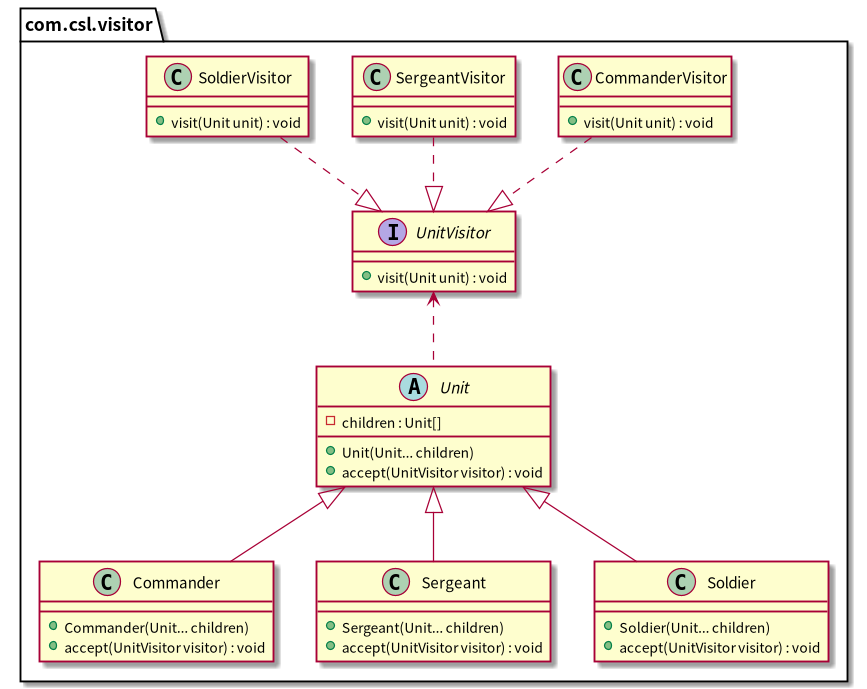 com.csl.visitor
C SoldierVisitor
visit(Unit unit) : void
C SergeantVisitor
visit(Unit unit) : void
C CommanderVisitor
visit(Unit unit) : void
I UnitVisitor
visit(Unit unit) : void
A Unit
children : Unit[]
Unit(Unit... children)
accept(UnitVisitor visitor) : void
C Commander
Commander(Unit... children)
accept(UnitVisitor visitor) : void
C Sergeant
Sergeant(Unit... children)
accept(UnitVisitor visitor) : void
C Soldier
Soldier(Unit... children)
accept(UnitVisitor visitor) : void